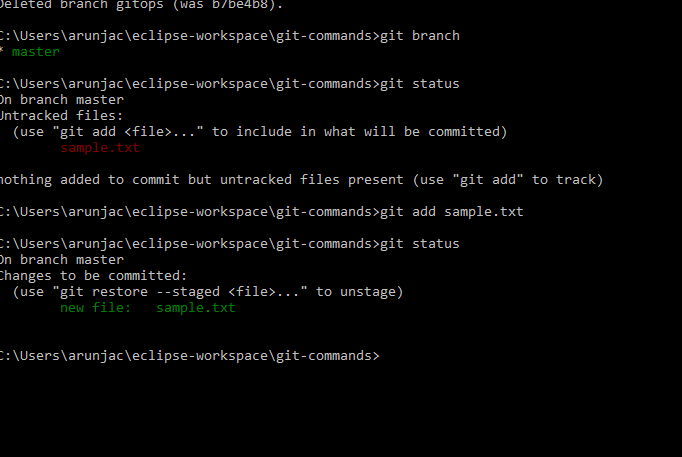 Deleted branch gitops (was b7be4b8).
C:\Users\arunjac\eclipse-workspace\git-commands>git branch
* master
C:\Users\arunjac\eclipse-workspace\git-commands>git status
On branch master
Untracked files:
(use "git add <file>..." to include in what will be committed)
sample.txt
nothing added to commit but untracked files present (use "git add" to track)
C:\Users\arunjac\eclipse-workspace\git-commands>git add sample.txt
C:\Users\arunjac\eclipse-workspace\git-commands>git status
On branch master
Changes to be committed:
(use "git restore --staged <file>..." to unstage)
new file:   sample.txt
C:\Users\arunjac\eclipse-workspace\git-commands>